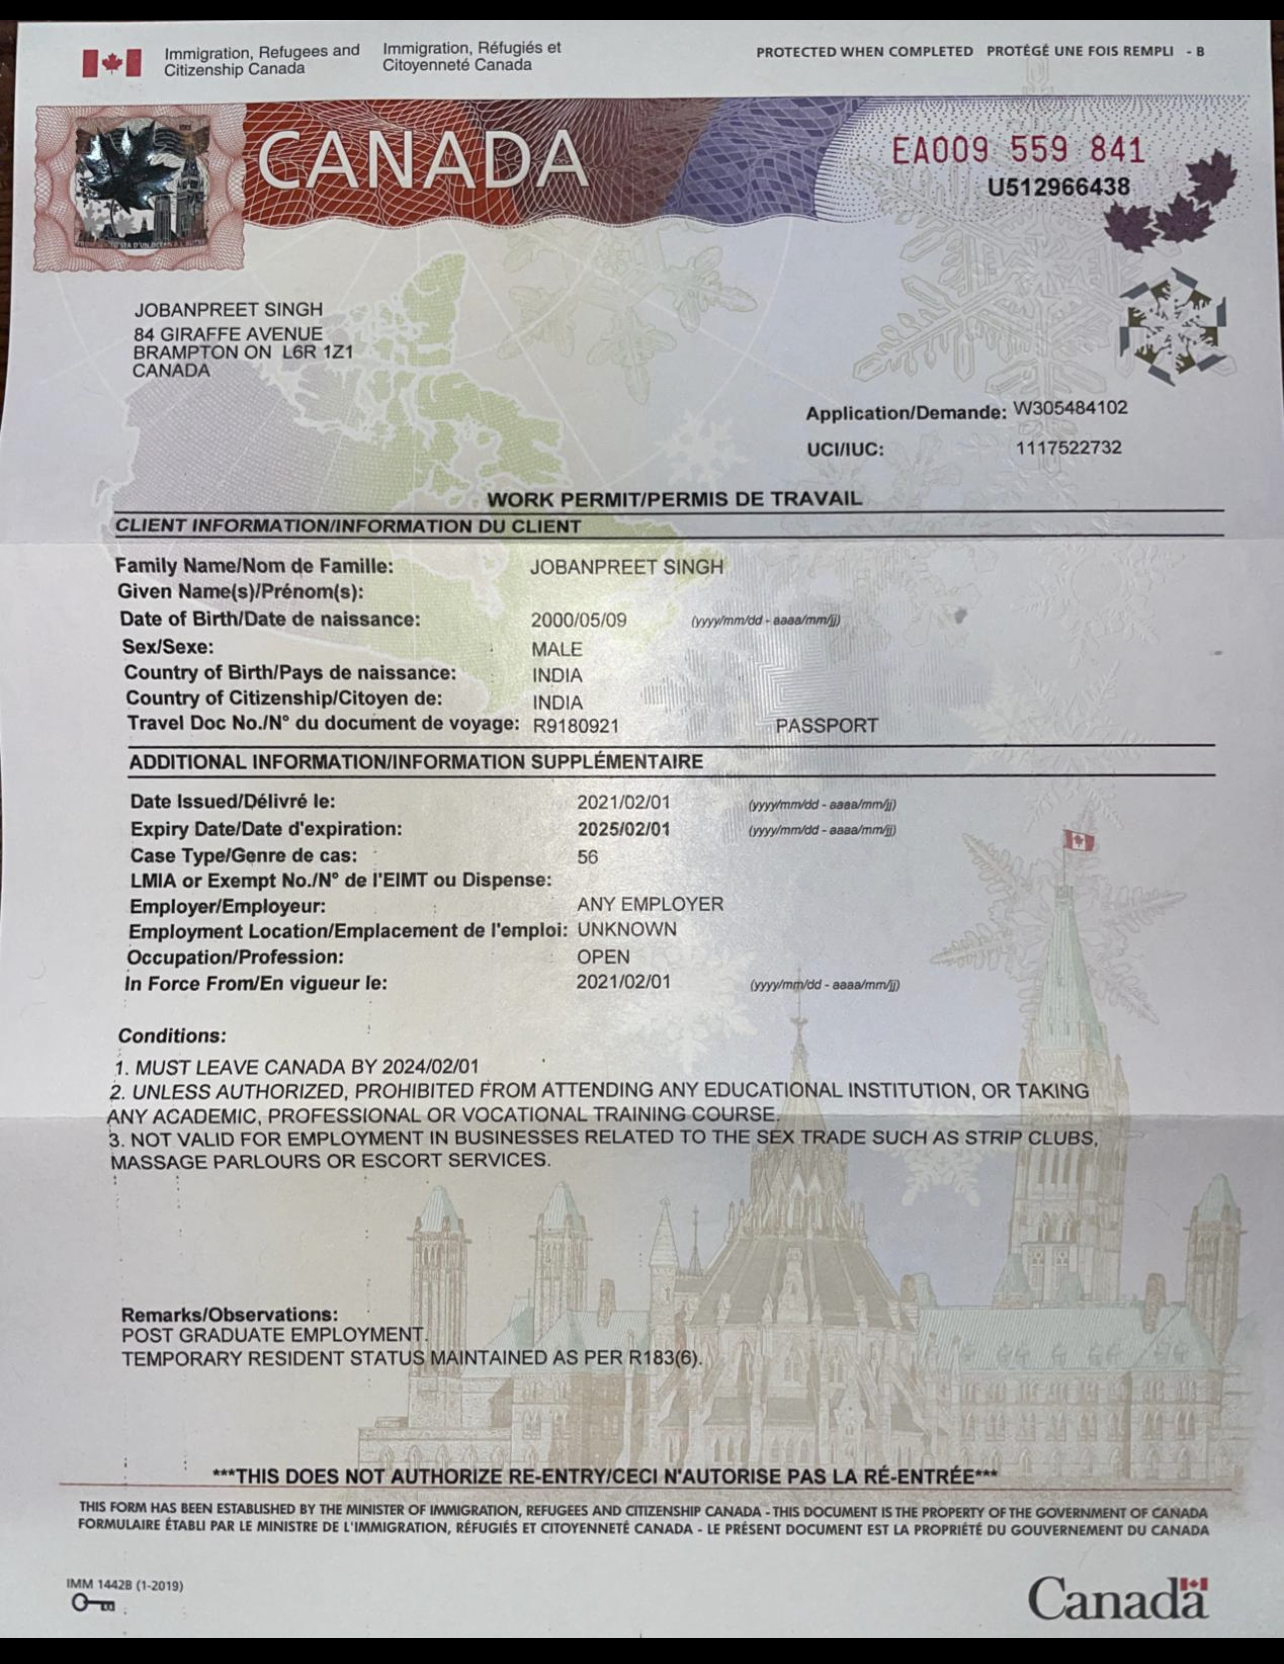 Immigration, Refugees and Citizenship Canada
Immigration, Réfugiés et Citoyenneté Canada
PROTECTED WHEN COMPLETED PROTÉGÉ UNE FOIS REMPLI - B
CANADA
EA009 559 841
U512966438
JOBANPREET SINGH
84 GIRAFFE AVENUE
BRAMPTON ON L6R 1Z1
CANADA
Application/Demande: W305484102
UCI/IUC: 1117522732
WORK PERMIT/PERMIS DE TRAVAIL
CLIENT INFORMATION/INFORMATION DU CLIENT
Family Name/Nom de Famille: JOBANPREET SINGH
Given Name(s)/Prénom(s):
Date of Birth/Date de naissance: 2000/05/09 (yyyy/mm/dd - aaaa/mm/jj)
Sex/Sexe: MALE
Country of Birth/Pays de naissance: INDIA
Country of Citizenship/Citoyen de: INDIA
Travel Doc No./N° du document de voyage: R9180921 PASSPORT
ADDITIONAL INFORMATION/INFORMATION SUPPLÉMENTAIRE
Date Issued/Délivré le: 2021/02/01 (yyyy/mm/dd - aaaa/mm/jj)
Expiry Date/Date d'expiration: 2025/02/01 (yyyy/mm/dd - aaaa/mm/jj)
Case Type/Genre de cas: 56
LMIA or Exempt No./N° de l'EIMT ou Dispense:
Employer/Employeur: ANY EMPLOYER
Employment Location/Emplacement de l'emploi: UNKNOWN
Occupation/Profession: OPEN
In Force From/En vigueur le: 2021/02/01 (yyyy/mm/dd - aaaa/mm/jj)
Conditions:
1. MUST LEAVE CANADA BY 2024/02/01
2. UNLESS AUTHORIZED, PROHIBITED FROM ATTENDING ANY EDUCATIONAL INSTITUTION, OR TAKING
ANY ACADEMIC, PROFESSIONAL OR VOCATIONAL TRAINING COURSE.
3. NOT VALID FOR EMPLOYMENT IN BUSINESSES RELATED TO THE SEX TRADE SUCH AS STRIP CLUBS,
MASSAGE PARLOURS OR ESCORT SERVICES.
Remarks/Observations:
POST GRADUATE EMPLOYMENT.
TEMPORARY RESIDENT STATUS MAINTAINED AS PER R183(6).
***THIS DOES NOT AUTHORIZE RE-ENTRY/CECI N'AUTORISE PAS LA RÉ-ENTRÉE***
THIS FORM HAS BEEN ESTABLISHED BY THE MINISTER OF IMMIGRATION, REFUGEES AND CITIZENSHIP CANADA - THIS DOCUMENT IS THE PROPERTY OF THE GOVERNMENT OF CANADA
FORMULAIRE ÉTABLI PAR LE MINISTRE DE L'IMMIGRATION, RÉFUGIÉS ET CITOYENNETÉ CANADA - LE PRÉSENT DOCUMENT EST LA PROPRIÉTÉ DU GOUVERNEMENT DU CANADA
IMM 1442B (1-2019)
Canada